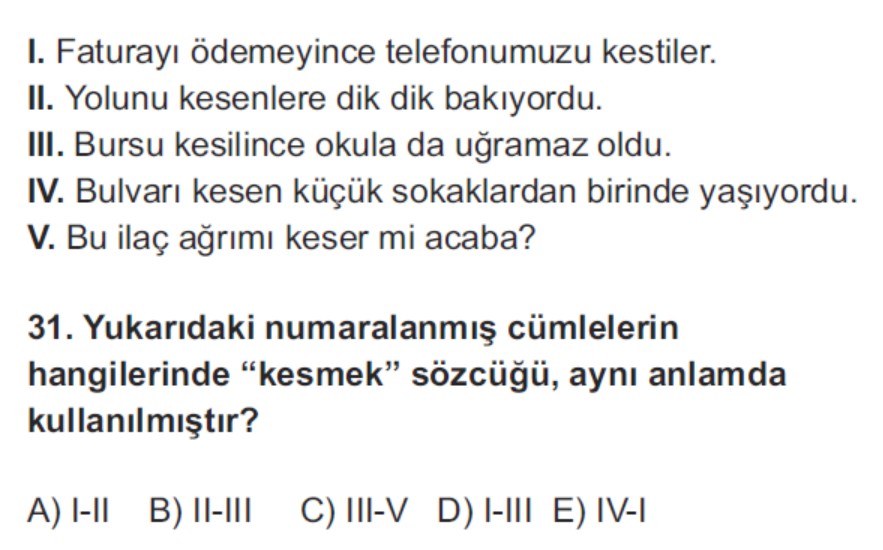 I. Faturayı ödemeyince telefonumuzu kestiler.
II. Yolunu kesenlere dik dik bakıyordu.
III. Bursu kesilince okula da uğramaz oldu.
IV. Bulvarı kesen küçük sokaklardan birinde yaşıyordu.
V. Bu ilaç ağrımı keser mi acaba?
31. Yukarıdaki numaralanmış cümlelerin
hangilerinde “kesmek” sözcüğü, aynı anlamda
kullanılmıştır?
A) I-II B) II-III C) III-V D) I-III E) IV-I